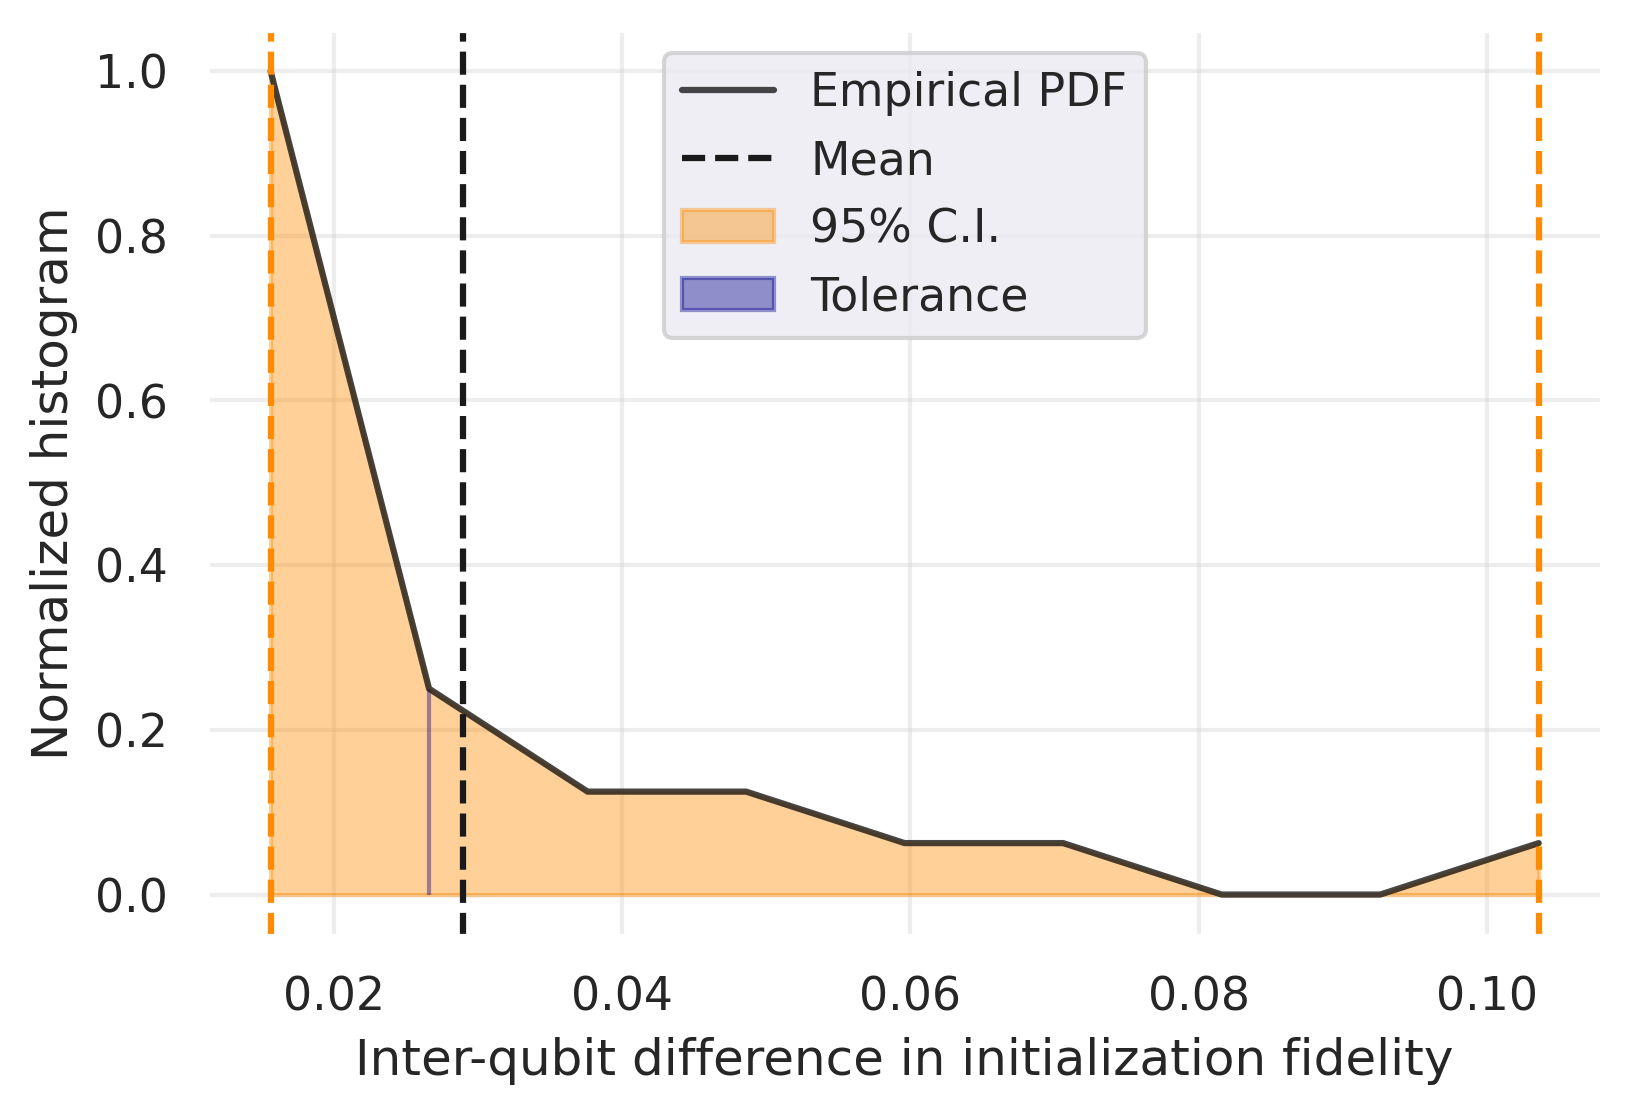 1.0
0.8
0.6
0.4
0.2
0.0
Normalized histogram
Empirical PDF
Mean
95% C.I.
Tolerance
0.02 0.04 0.06 0.08 0.10
Inter-qubit difference in initialization fidelity